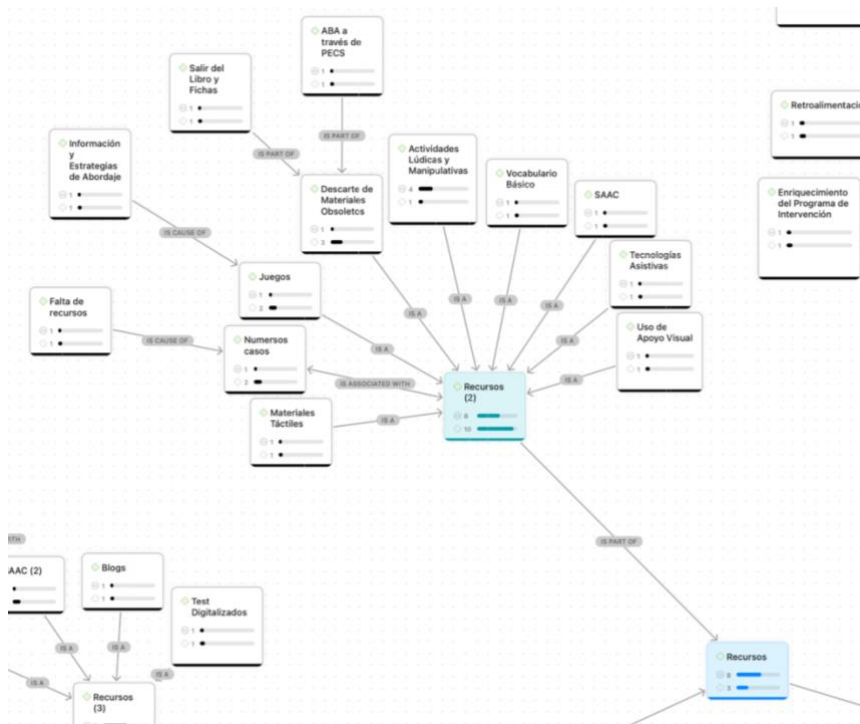 ABA a
través de
PECS
1
1
Salir del
Libro y
Fichas
1
1
IS PART OF
IS PART OF
Información
y
Estrategias
de Abordaje
1
1
Descarte de
Materiales
Obsoletos
1
3
Actividades
Lúdicas y
Manipulativas
4
1
Vocabulario
Básico
1
1
SAAC
1
1
Retroalimentació
1
1
Enriquecimiento
del Programa de
Intervención
1
1
IS CAUSE OF
Juegos
1
2
Tecnologías
Asistivas
1
1
Falta de
recursos
1
1
IS CAUSE OF
Numersos
casos
1
2
Uso de
Apoyo Visual
1
1
IS A
IS A
IS A
IS A
IS A
IS A
IS A
IS ASSOCIATED WITH
Recursos
(2)
8
10
Materiales
Táctiles
1
1
IS A
IS PART OF
ITH
AAC (2)
1
Blogs
1
1
Test
Digitalizados
1
1
IS A
IS A
IS A
IS A
Recursos
(3)
Recursos
8
3